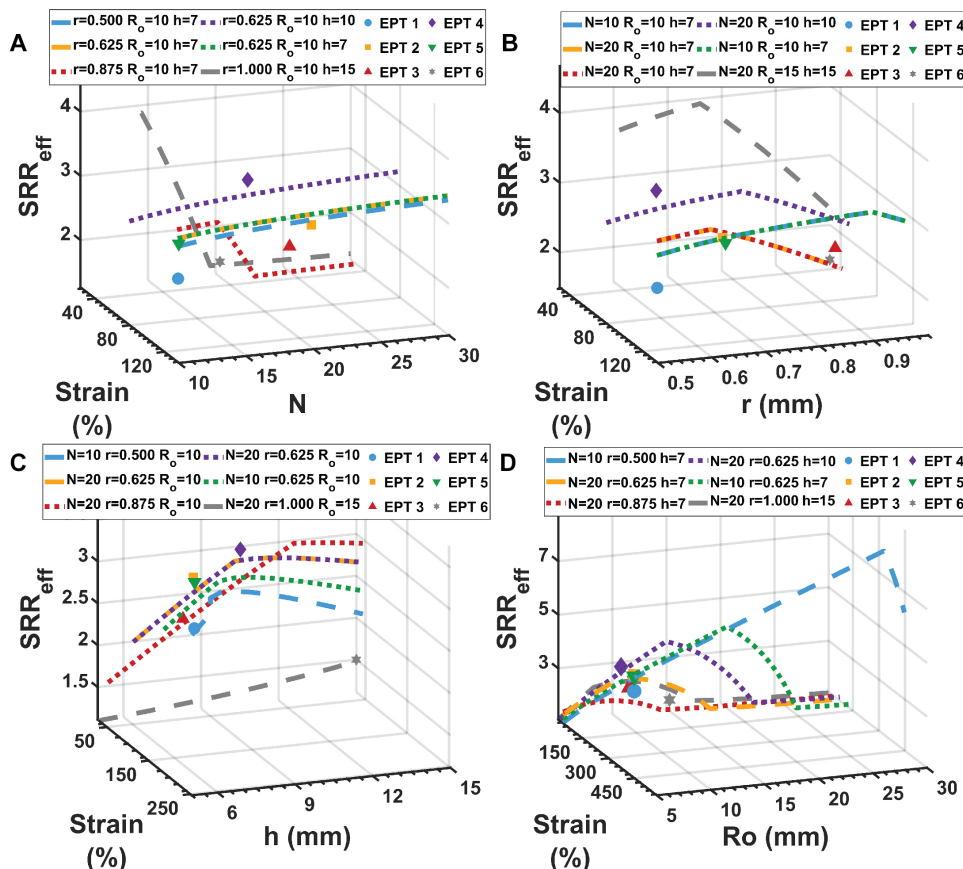 A
r=0.500 Ro=10 h=7
r=0.625 Ro=10 h=10
EPT 1
EPT 4
r=0.625 Ro=10 h=7
r=0.625 Ro=10 h=7
EPT 2
EPT 5
r=0.875 Ro=10 h=7
r=1.000 Ro=10 h=15
EPT 3
EPT 6
4
3
2
SRReff
40
80
120
Strain
(%)
10
15
20
25
30
N
B
N=10 Ro=10 h=7
N=20 Ro=10 h=10
EPT 1
EPT 4
N=20 Ro=10 h=7
N=10 Ro=10 h=7
EPT 2
EPT 5
N=20 Ro=10 h=7
N=20 Ro=15 h=15
EPT 3
EPT 6
4
3
2
SRReff
40
80
120
Strain
(%)
0.5
0.6
0.7
0.8
0.9
r (mm)
C
N=10 r=0.500 Ro=10
N=20 r=0.625 Ro=10
EPT 1
EPT 4
N=20 r=0.625 Ro=10
N=10 r=0.625 Ro=10
EPT 2
EPT 5
N=20 r=0.875 Ro=10
N=20 r=1.000 Ro=15
EPT 3
EPT 6
3
2.5
2
1.5
SRReff
50
150
250
Strain
(%)
6
9
12
15
h (mm)
D
N=10 r=0.500 h=7
N=20 r=0.625 h=10
EPT 1
EPT 4
N=20 r=0.625 h=7
N=10 r=0.625 h=7
EPT 2
EPT 5
N=20 r=0.875 h=7
N=20 r=1.000 h=15
EPT 3
EPT 6
7
5
3
SRReff
150
300
450
Strain
(%)
5
10
15
20
25
30
Ro (mm)